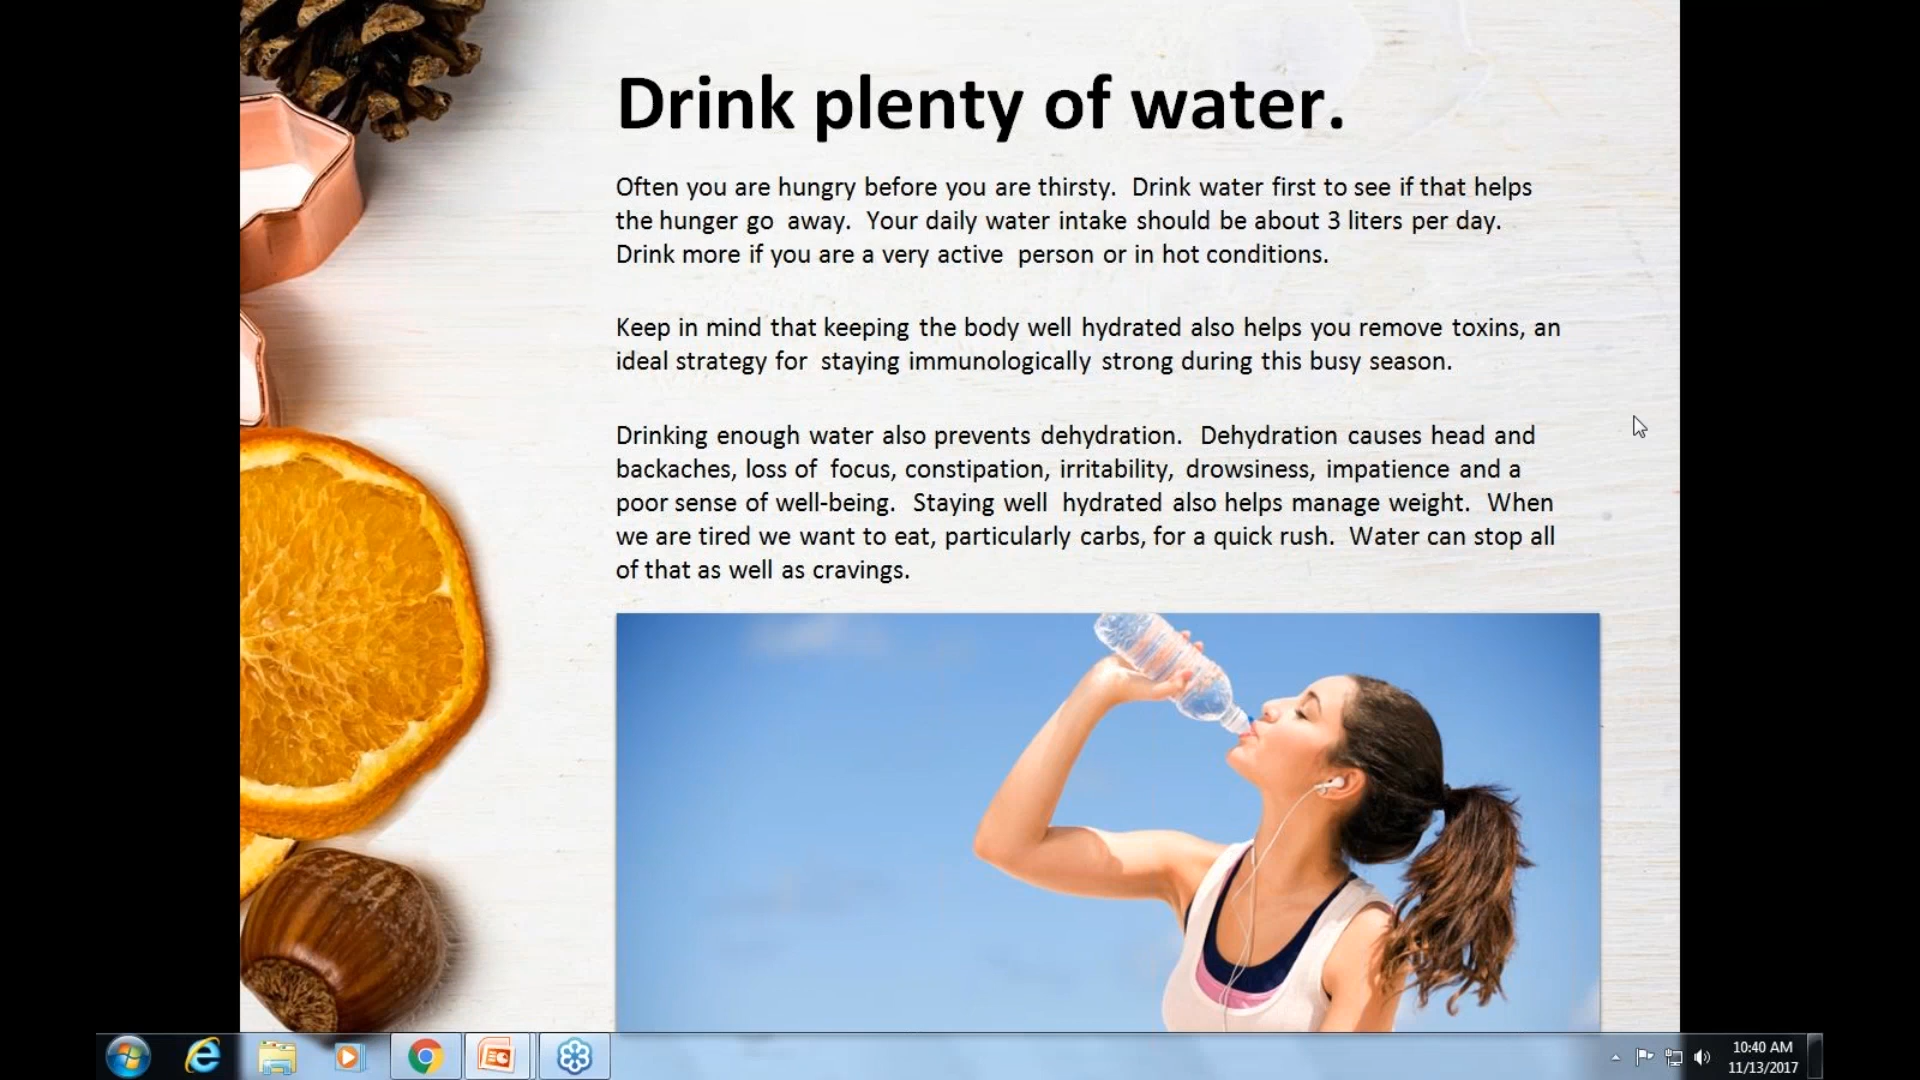 Drink plenty of water.
Often you are hungry before you are thirsty.  Drink water first to see if that helps
the hunger go  away.  Your daily water intake should be about 3 liters per day.
Drink more if you are a very active  person or in hot conditions.
Keep in mind that keeping the body well hydrated also helps you remove toxins, an
ideal strategy for  staying immunologically  strong during this busy season.
Drinking enough water also prevents dehydration.  Dehydration causes head and
backaches, loss of  focus, constipation, irritability, drowsiness, impatience and a
poor sense of well-being.  Staying well  hydrated also helps manage weight.  When
we are tired we want to eat, particularly carbs, for a quick rush.  Water can stop all
of that as well as cravings.
10:40 AM
11/13/2017